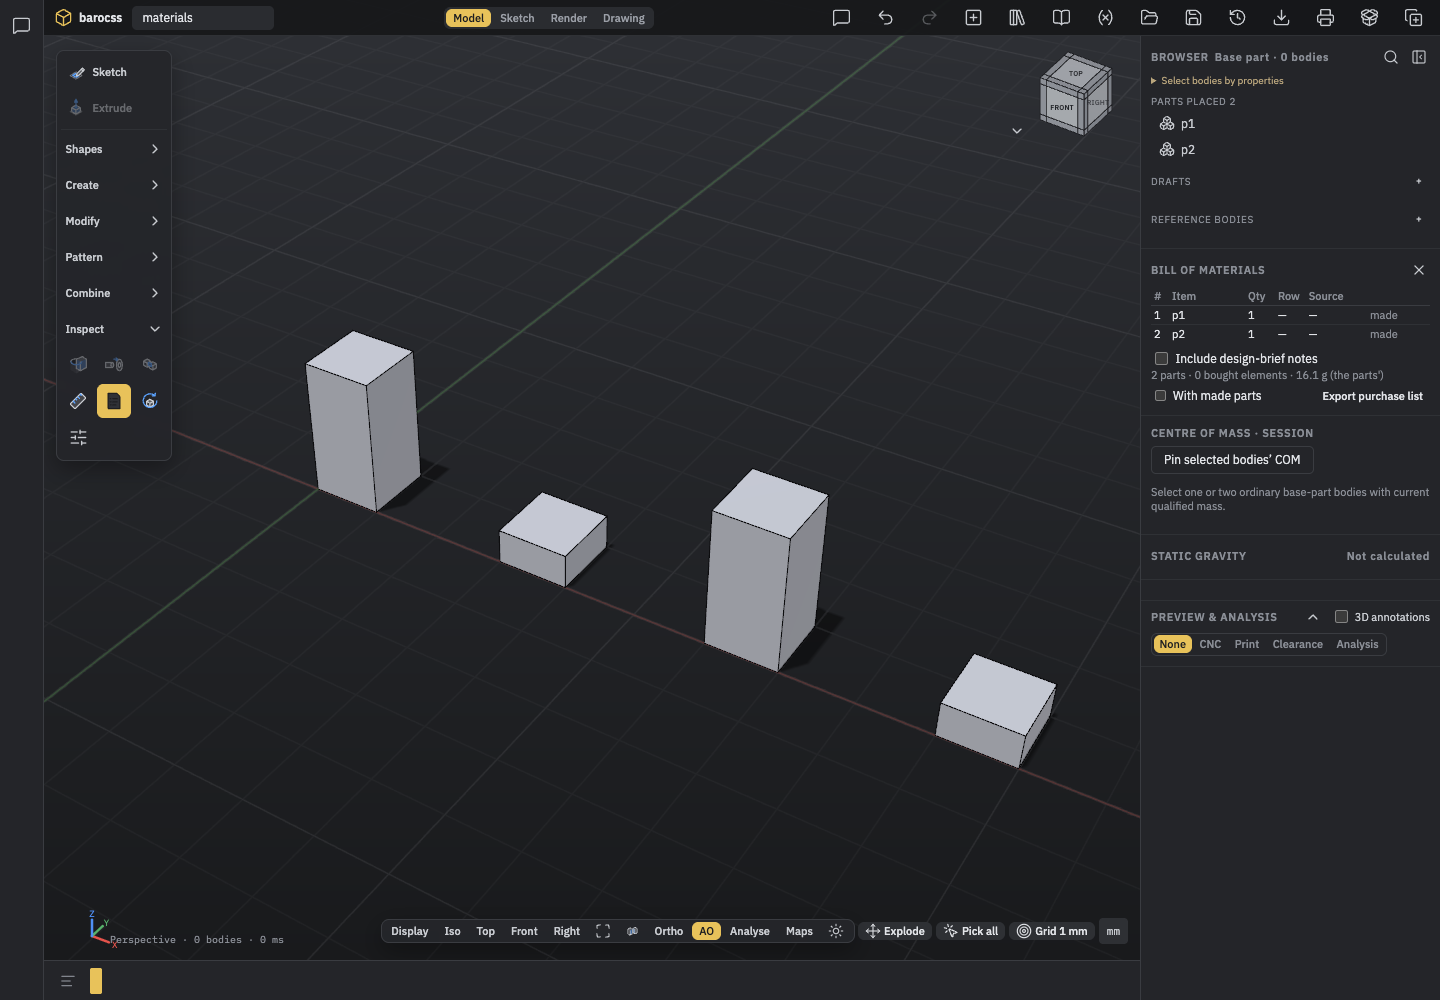 barocss
materials
Model Sketch Render Drawing
Sketch
Extrude
Shapes
Create
Modify
Pattern
Combine
Inspect
TOP
FRONT
RIGHT
BROWSER Base part · 0 bodies
Select bodies by properties
PARTS PLACED 2
p1
p2
DRAFTS +
REFERENCE BODIES +
BILL OF MATERIALS
# Item Qty Row Source
1 p1 1 — — made
2 p2 1 — — made
Include design-brief notes
2 parts · 0 bought elements · 16.1 g (the parts')
With made parts Export purchase list
CENTRE OF MASS · SESSION
Pin selected bodies’ COM
Select one or two ordinary base-part bodies with current
qualified mass.
STATIC GRAVITY Not calculated
PREVIEW & ANALYSIS 3D annotations
None CNC Print Clearance Analysis
Z
Y
X
Perspective · 0 bodies · 0 ms
Display Iso Top Front Right Ortho AO Analyse Maps Explode Pick all Grid 1 mm mm